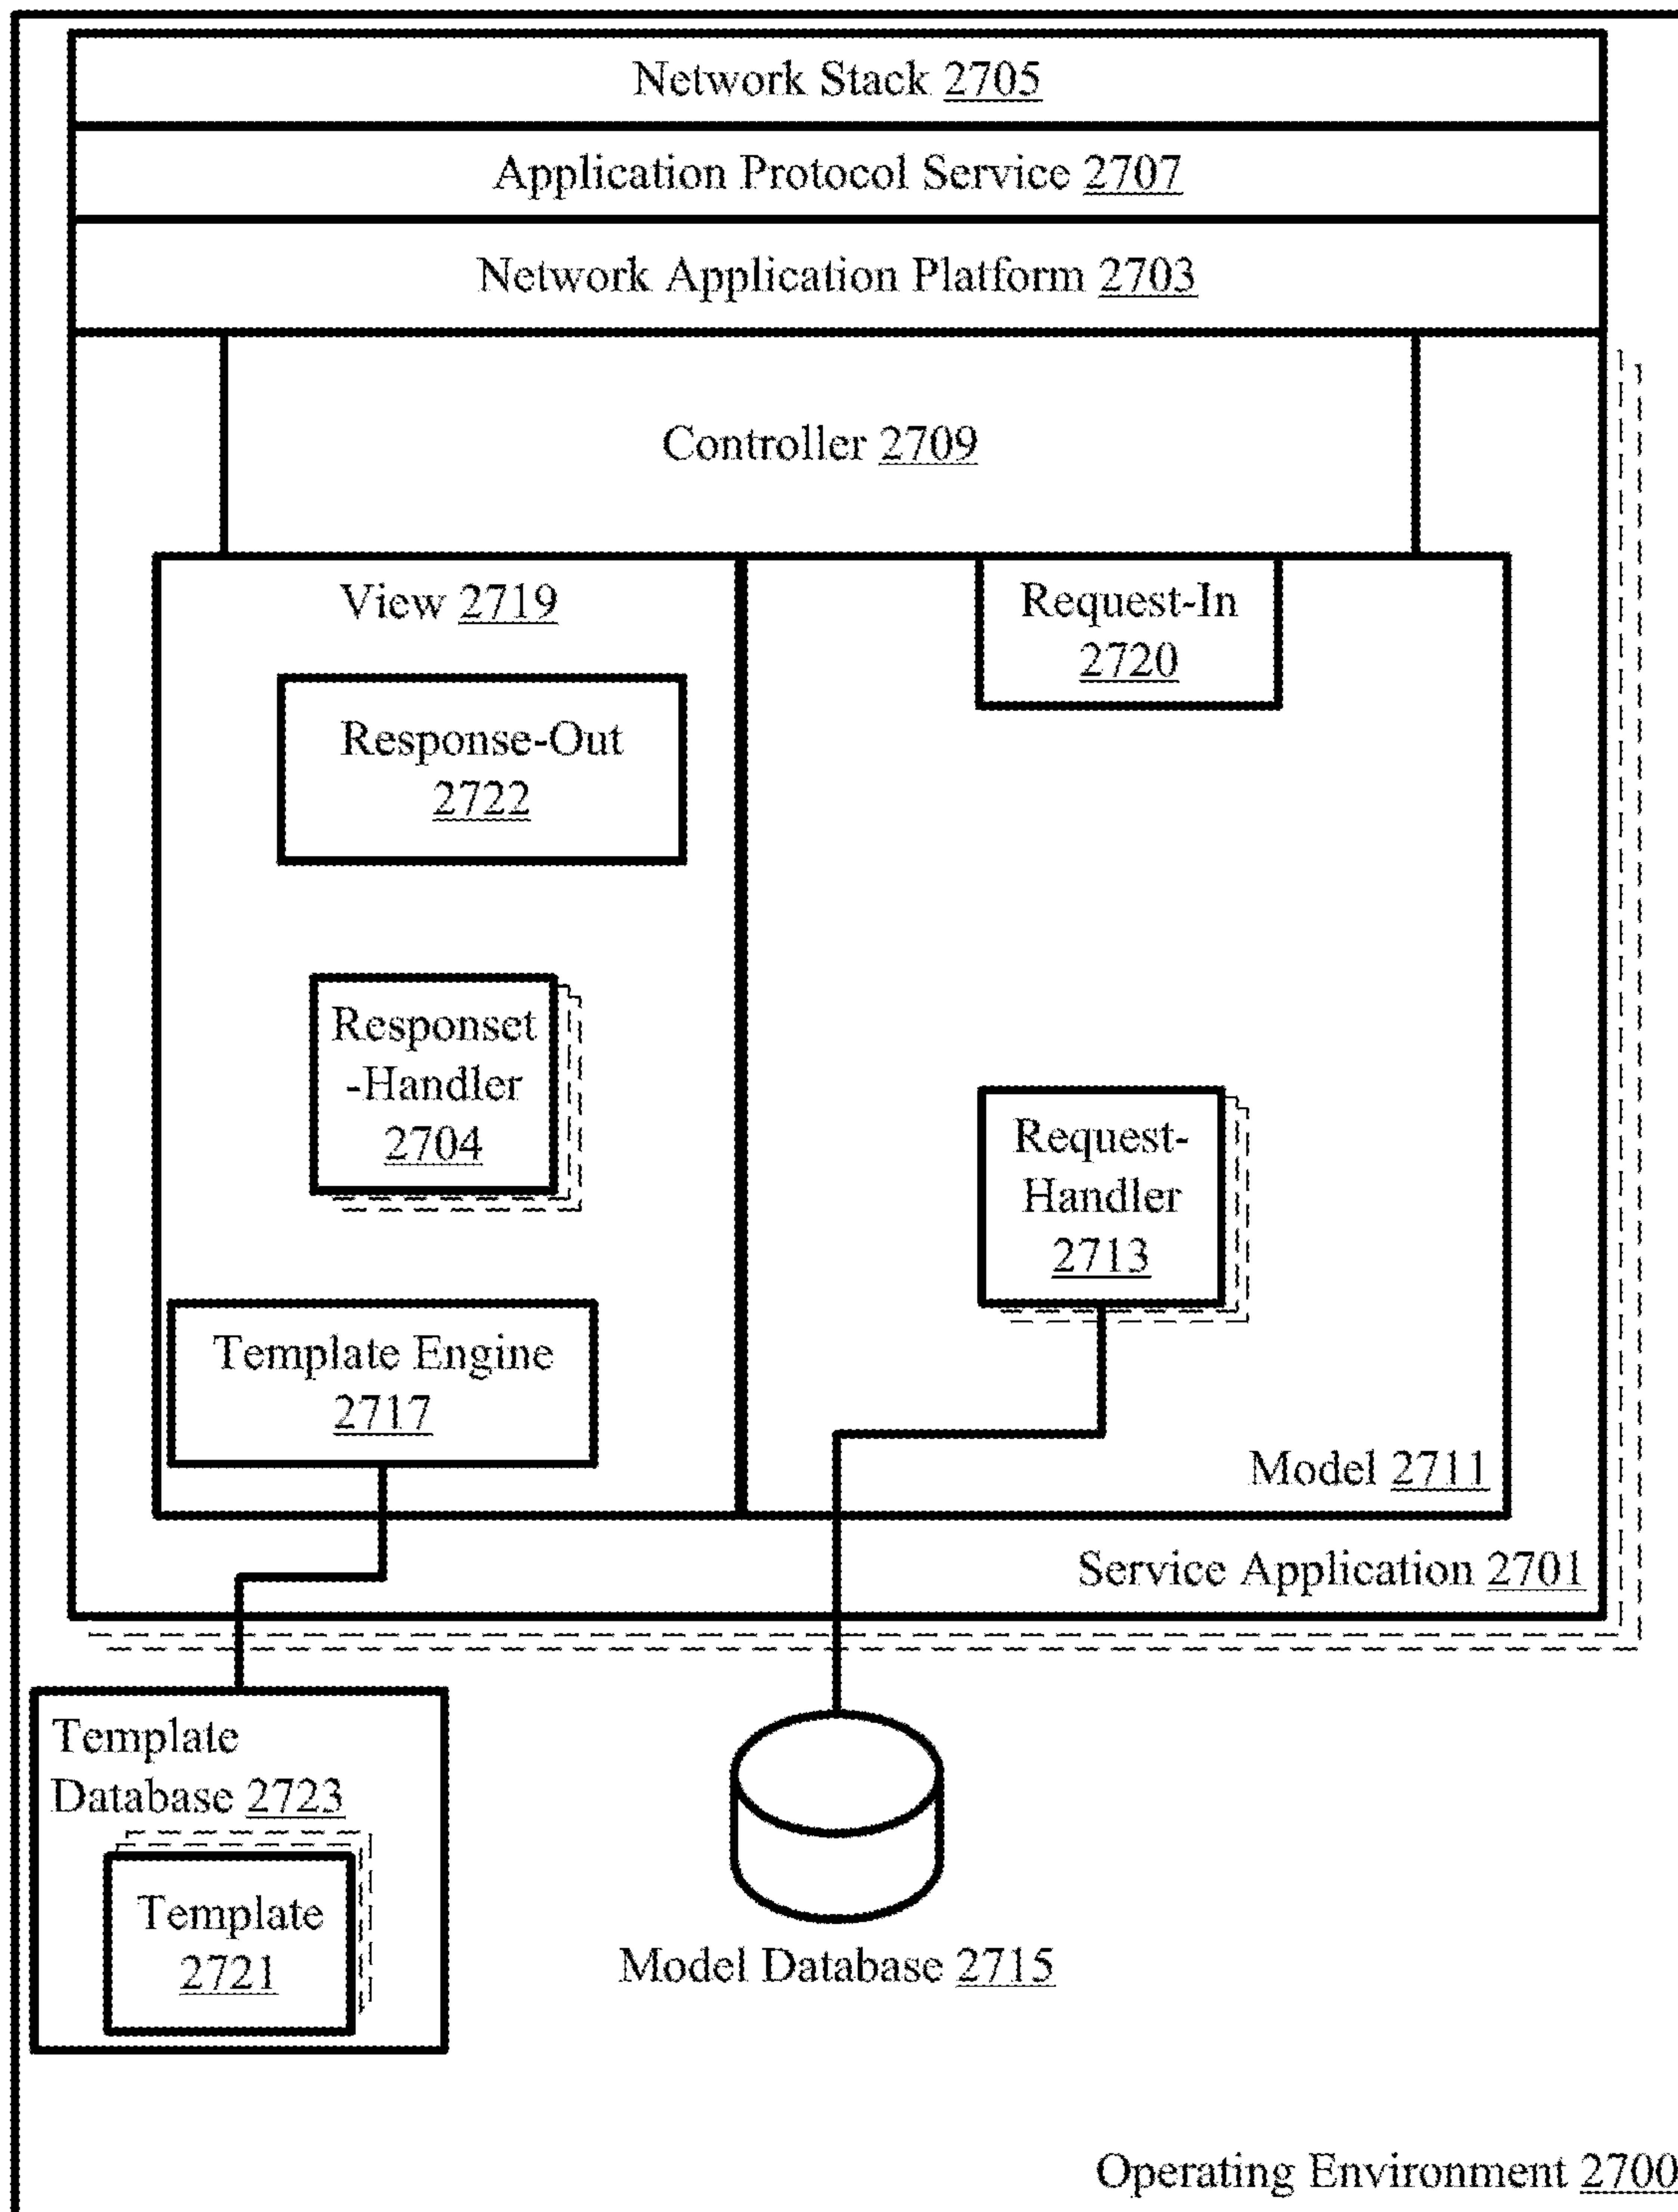 Network Stack 2705
Application Protocol Service 2707
Network Application Platform 2703
Controller 2709
View 2719
Response-Out
2722
Responset
-Handler
2704
Template Engine
2717
Request-In
2720
Request-
Handler
2713
Model 2711
Service Application 2701
Template
Database 2723
Template
2721
Model Database 2715
Operating Environment 2700